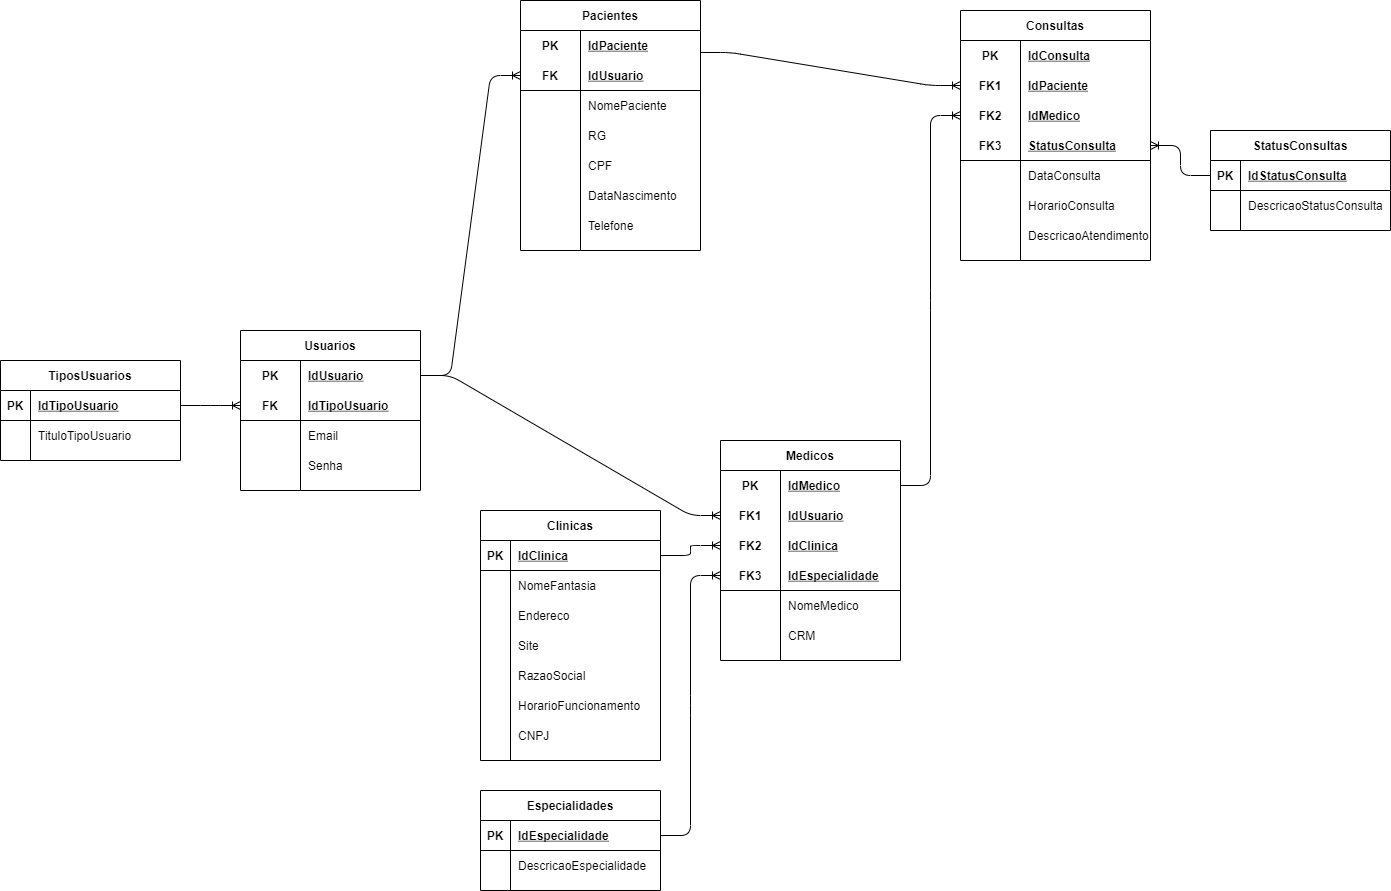 Pacientes
PK IdPaciente
FK IdUsuario
NomePaciente
RG
CPF
DataNascimento
Telefone
Consultas
PK IdConsulta
FK1 IdPaciente
FK2 IdMedico
FK3 StatusConsulta
DataConsulta
HorarioConsulta
DescricaoAtendimento
StatusConsultas
PK IdStatusConsulta
DescricaoStatusConsulta
TiposUsuarios
PK IdTipoUsuario
TituloTipoUsuario
Usuarios
PK IdUsuario
FK IdTipoUsuario
Email
Senha
Medicos
PK IdMedico
FK1 IdUsuario
FK2 IdClinica
FK3 IdEspecialidade
NomeMedico
CRM
Clinicas
PK IdClinica
NomeFantasia
Endereco
Site
RazaoSocial
HorarioFuncionamento
CNPJ
Especialidades
PK IdEspecialidade
DescricaoEspecialidade